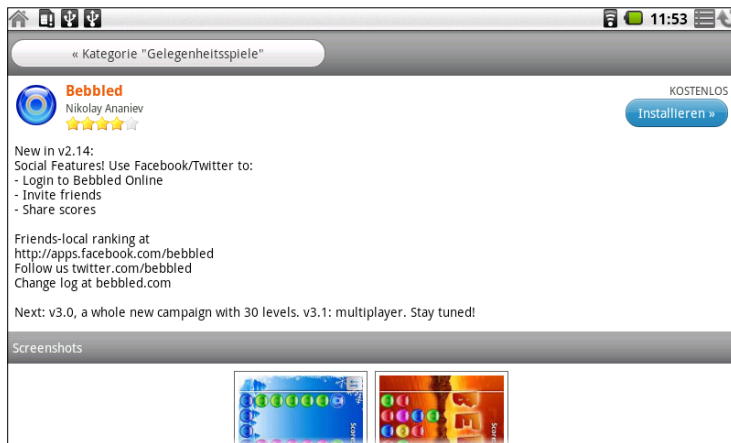 11:53
« Kategorie "Gelegenheitsspiele"
Bebbled
Nikolay Ananiev
KOSTENLOS
Installieren »
New in v2.14:
Social Features! Use Facebook/Twitter to:
- Login to Bebbled Online
- Invite friends
- Share scores
Friends-local ranking at
http://apps.facebook.com/bebbled
Follow us twitter.com/bebbled
Change log at bebbled.com
Next: v3.0, a whole new campaign with 30 levels. v3.1: multiplayer. Stay tuned!
Screenshots
Score
Score
BEB